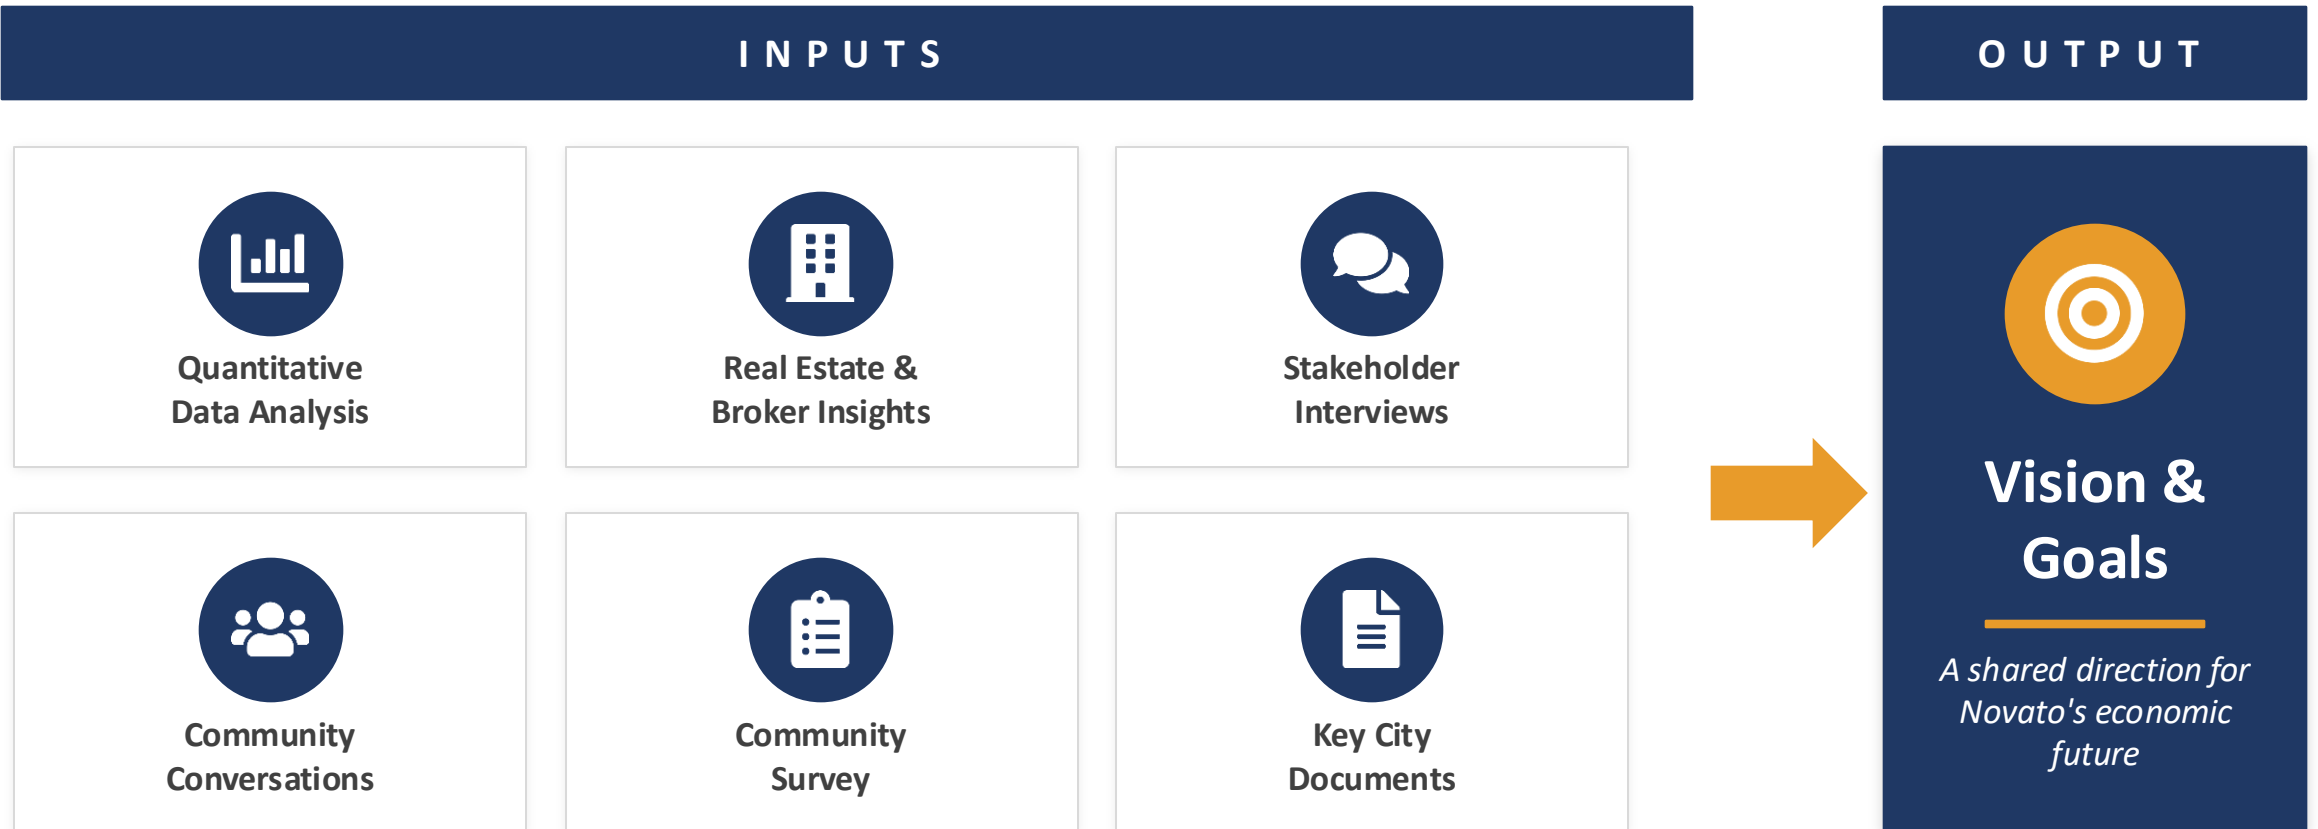 INPUTS
OUTPUT
Quantitative
Data Analysis
Real Estate &
Broker Insights
Stakeholder
Interviews
Community
Conversations
Community
Survey
Key City
Documents
Vision &
Goals
A shared direction for
Novato's economic
future